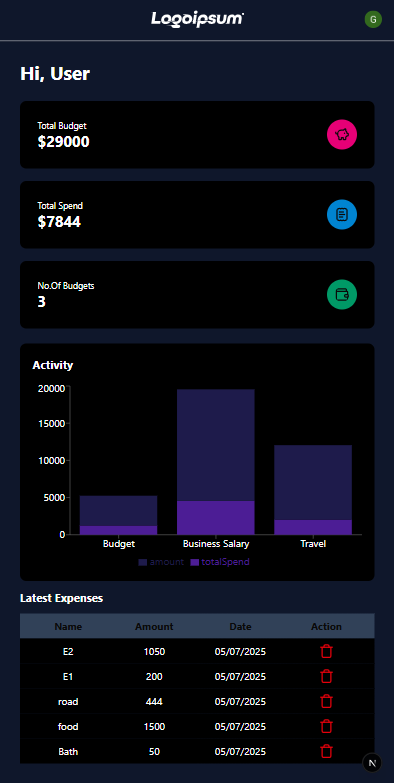 Logoipsum
G
Hi, User
Total Budget
$29000
Total Spend
$7844
No.Of Budgets
3
Activity
20000
15000
10000
5000
0
Budget Business Salary Travel
amount totalSpend
Latest Expenses
Name Amount Date Action
E2 1050 05/07/2025
E1 200 05/07/2025
road 444 05/07/2025
food 1500 05/07/2025
Bath 50 05/07/2025
N